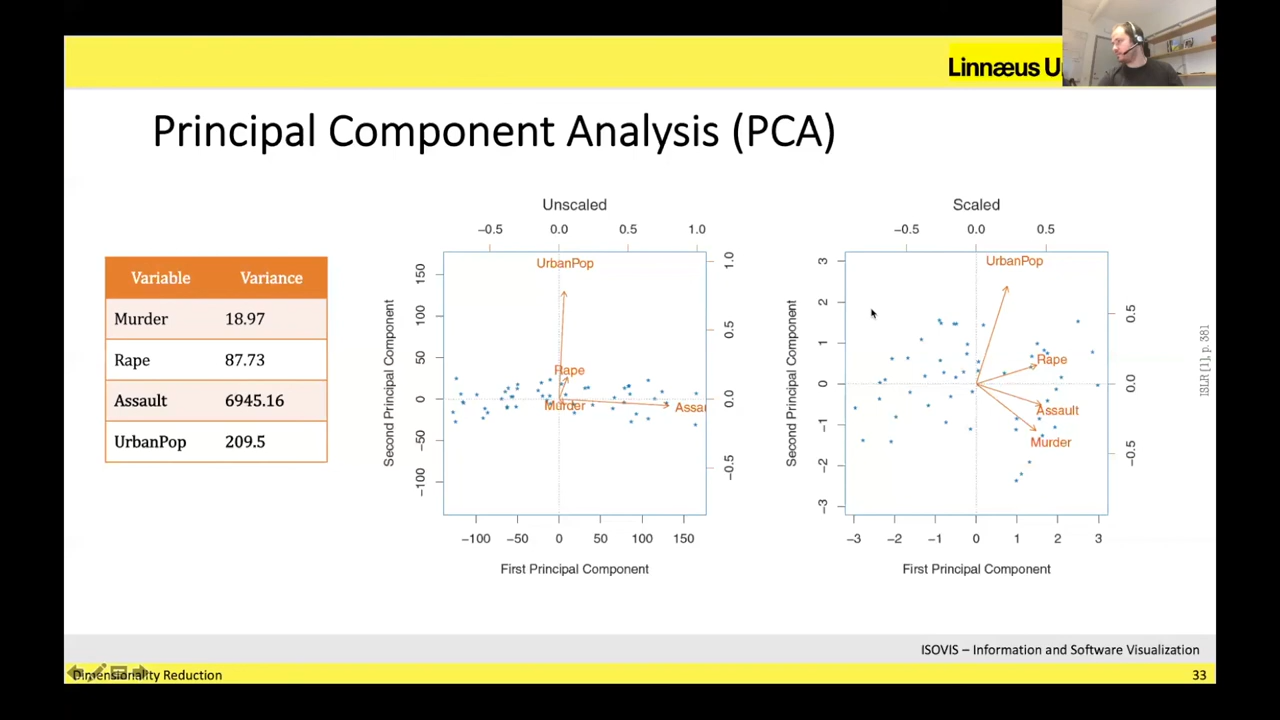 Linnæus U
Principal Component Analysis (PCA)
Variable Variance
Murder 18.97
Rape 87.73
Assault 6945.16
UrbanPop 209.5
Unscaled
−0.5 0.0 0.5 1.0
UrbanPop
Rape
Murder
Assau
150
100
50
0
−50
−100
1.0
0.5
0.0
−0.5
−100 −50 0 50 100 150
Second Principal Component
First Principal Component
Scaled
−0.5 0.0 0.5
UrbanPop
Rape
Assault
Murder
3
2
1
0
−1
−2
−3
0.5
0.0
−0.5
−3 −2 −1 0 1 2 3
Second Principal Component
First Principal Component
ISLR [1], p. 381
ISOVIS – Information and Software Visualization
Dimensionality Reduction
33